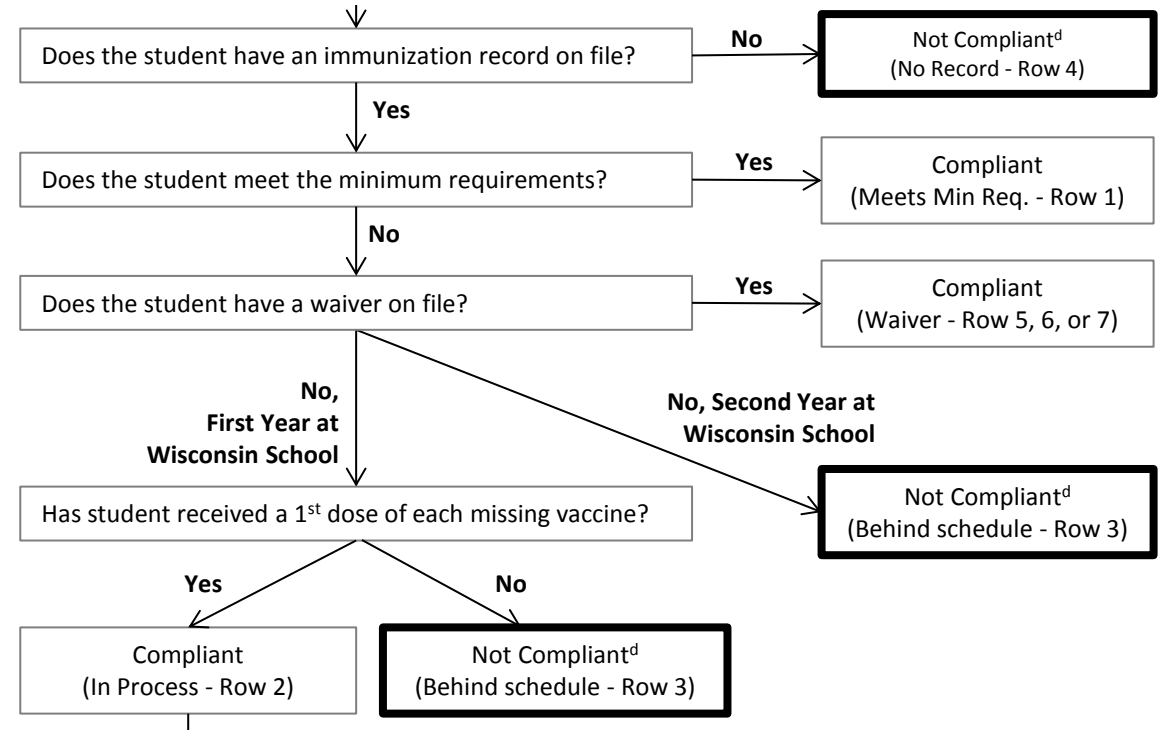 Does the student have an immunization record on file?
No
Not Compliantd
(No Record - Row 4)
Yes
Does the student meet the minimum requirements?
Yes
Compliant
(Meets Min Req. - Row 1)
No
Does the student have a waiver on file?
Yes
Compliant
(Waiver - Row 5, 6, or 7)
No,
First Year at
Wisconsin School
No, Second Year at
Wisconsin School
Not Compliantd
(Behind schedule - Row 3)
Has student received a 1st dose of each missing vaccine?
Yes
No
Compliant
(In Process - Row 2)
Not Compliantd
(Behind schedule - Row 3)